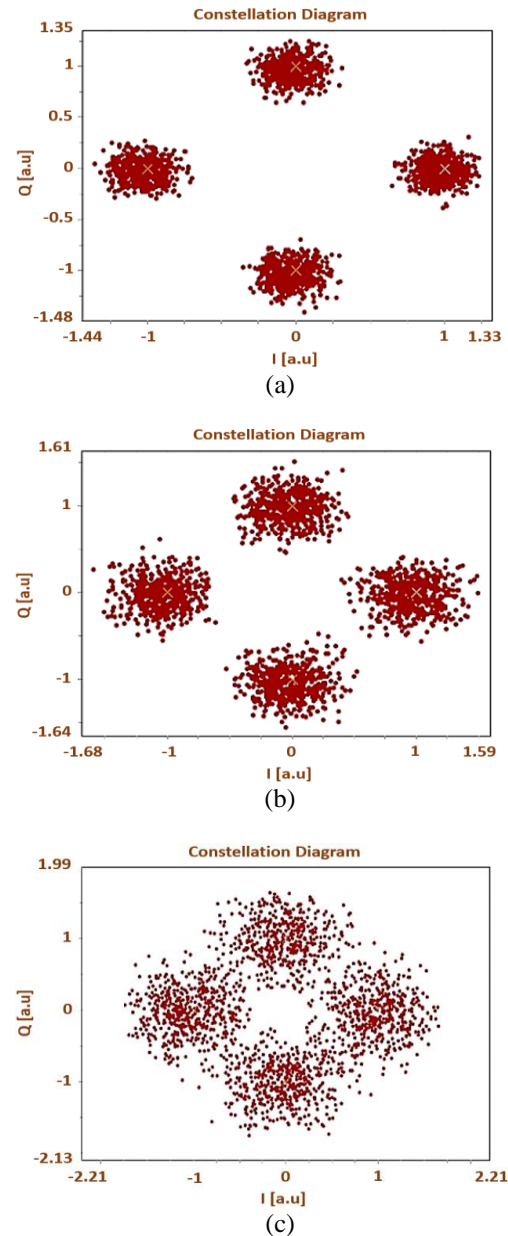 Constellation Diagram
1.35
1
0.5
0
-0.5
-1
-1.48
Q [a.u]
-1.44 -1 0 1 1.33
I [a.u]
(a)
Constellation Diagram
1.61
1
0
-1
-1.64
Q [a.u]
-1.68 -1 0 1 1.59
I [a.u]
(b)
Constellation Diagram
1.99
1
0
-1
-2.13
Q [a.u]
-2.21 -1 0 1 2.21
I [a.u]
(c)